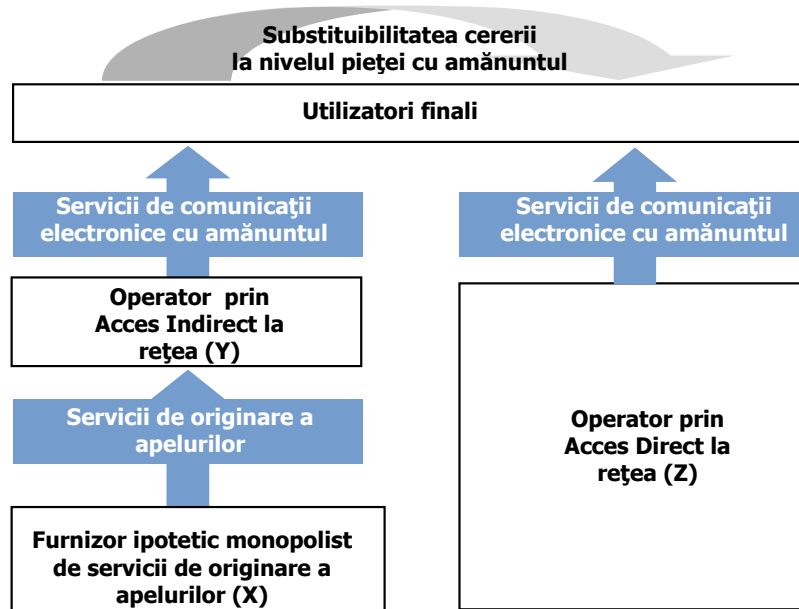 Substituibilitatea cererii
la nivelul pieţei cu amănuntul
Utilizatori finali
Servicii de comunicaţii
electronice cu amănuntul
Servicii de comunicaţii
electronice cu amănuntul
Operator prin
Acces Indirect la
reţea (Y)
Servicii de originare a
apelurilor
Operator prin
Acces Direct la
reţea (Z)
Furnizor ipotetic monopolist
de servicii de originare a
apelurilor (X)